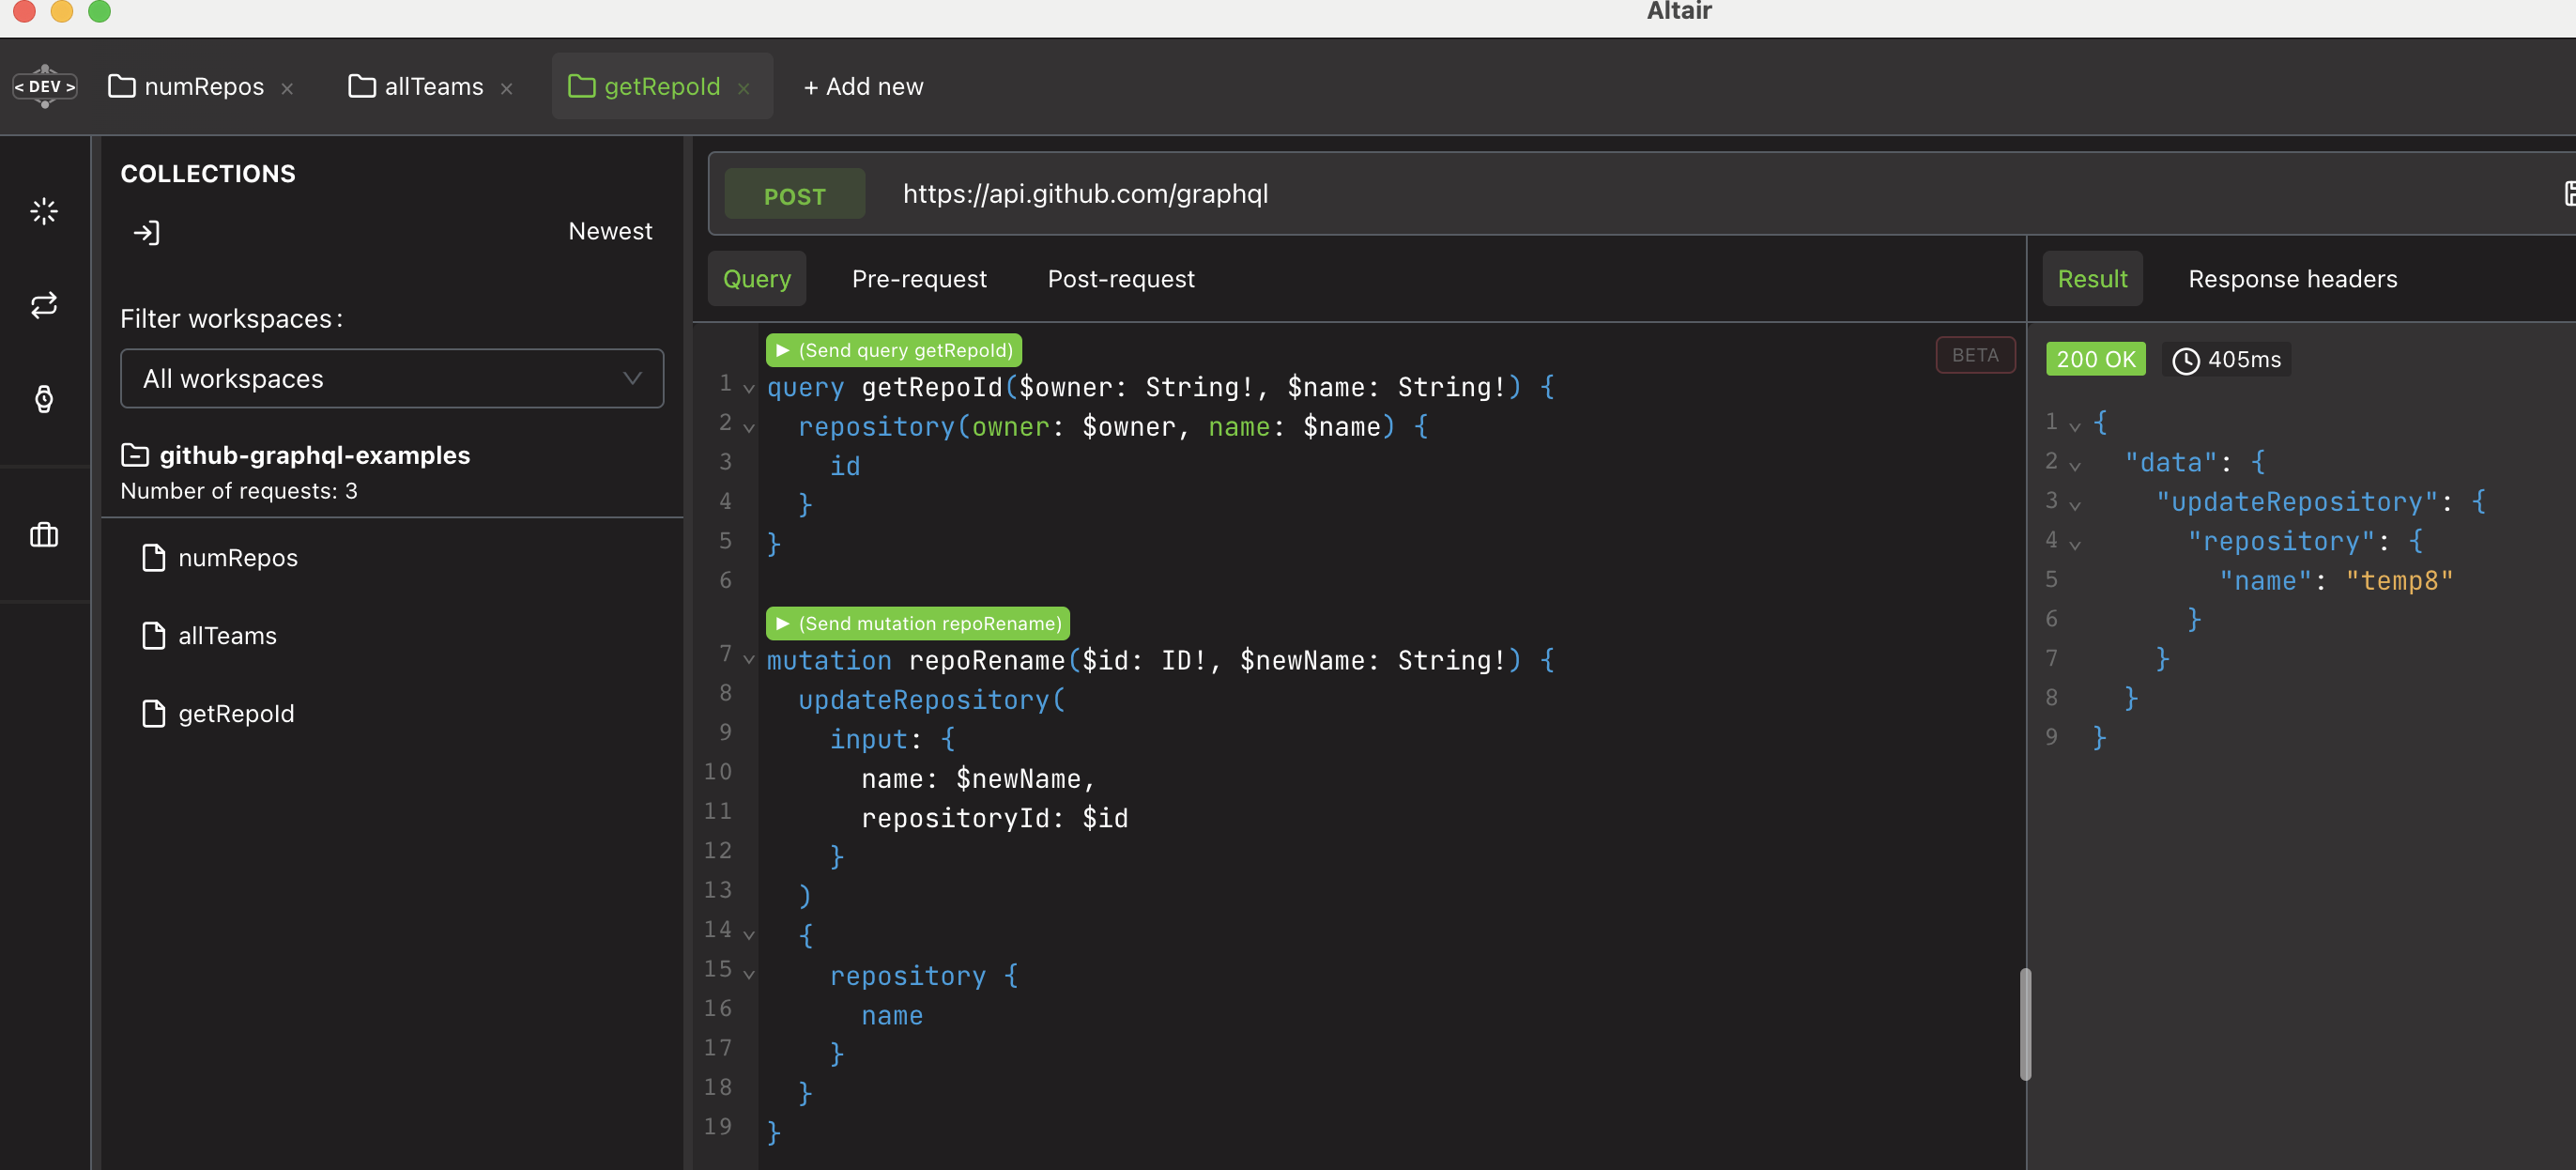 Altair
< DEV >
numRepos ×
allTeams ×
getRepoId ×
+ Add new
COLLECTIONS
Newest
Filter workspaces:
All workspaces
github-graphql-examples
Number of requests: 3
numRepos
allTeams
getRepoId
POST
https://api.github.com/graphql
Query Pre-request Post-request
▶ (Send query getRepoId)
BETA
1 query getRepoId($owner: String!, $name: String!) {
2   repository(owner: $owner, name: $name) {
3     id
4   }
5 }
6
▶ (Send mutation repoRename)
7 mutation repoRename($id: ID!, $newName: String!) {
8   updateRepository(
9     input: {
10       name: $newName,
11       repositoryId: $id
12     }
13   )
14   {
15     repository {
16       name
17     }
18   }
19 }
Result Response headers
200 OK 405ms
1 {
2   "data": {
3     "updateRepository": {
4       "repository": {
5         "name": "temp8"
6       }
7     }
8   }
9 }